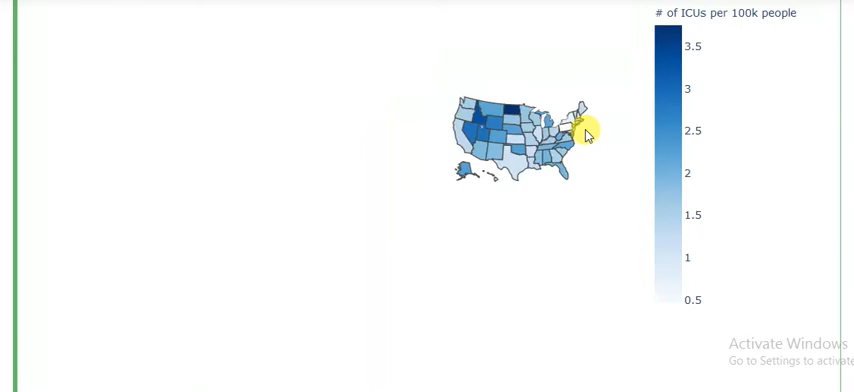 # of ICUs per 100k people
3.5
3
2.5
2
1.5
1
0.5
Activate Windows
Go to Settings to activate